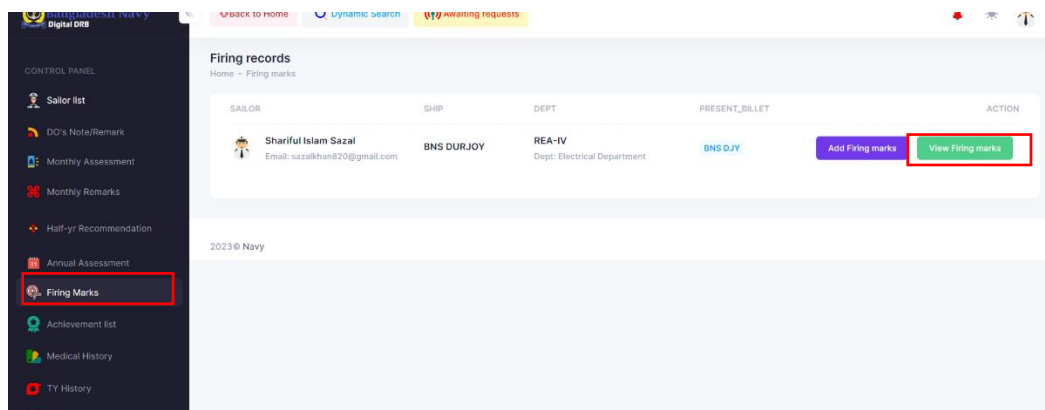 Bangladesh Navy
Digital DRB
Back to Home
Dynamic Search
Awaiting requests
CONTROL PANEL
Sailor list
DO's Note/Remark
Monthly Assessment
Monthly Remarks
Half-yr Recommendation
Annual Assessment
Firing Marks
Achievement list
Medical History
TY History
Firing records
Home - Firing marks
SAILOR SHIP DEPT PRESENT_BILLET ACTION
Shariful Islam Sazal
Email: sazalkhan820@gmail.com
BNS DURJOY
REA-IV
Dept: Electrical Department
BNS DJY
Add Firing marks
View Firing marks
2023© Navy